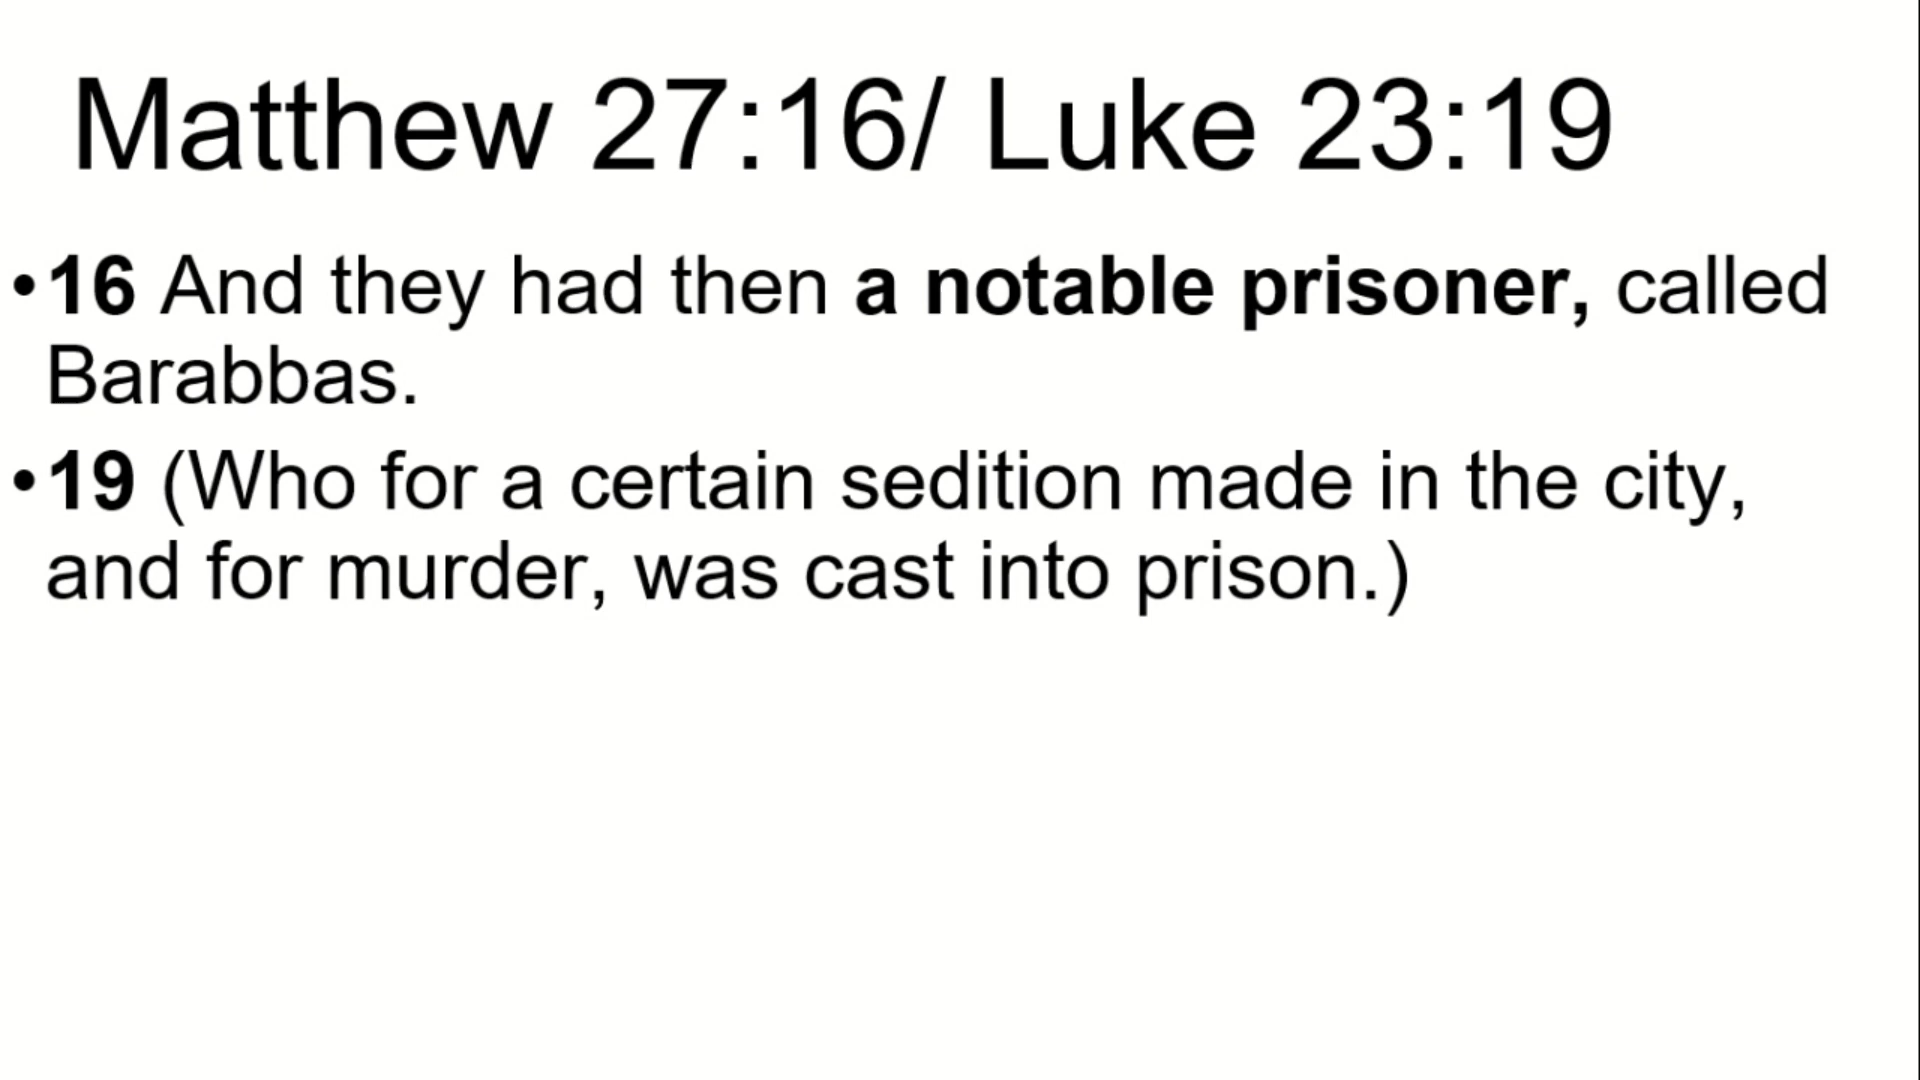 Matthew 27:16/ Luke 23:19
•16 And they had then a notable prisoner, called
Barabbas.
•19 (Who for a certain sedition made in the city,
and for murder, was cast into prison.)